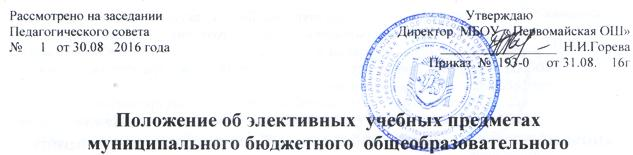 Рассмотрено на заседании Утверждаю
Педагогического совета Директор МБОУ « Первомайская ОШ»
№ 1 от 30.08 2016 года Н.И.Горева
Приказ № 193-0 от 31.08. 16г
Положение об элективных учебных предметах
муниципального бюджетного общеобразовательного